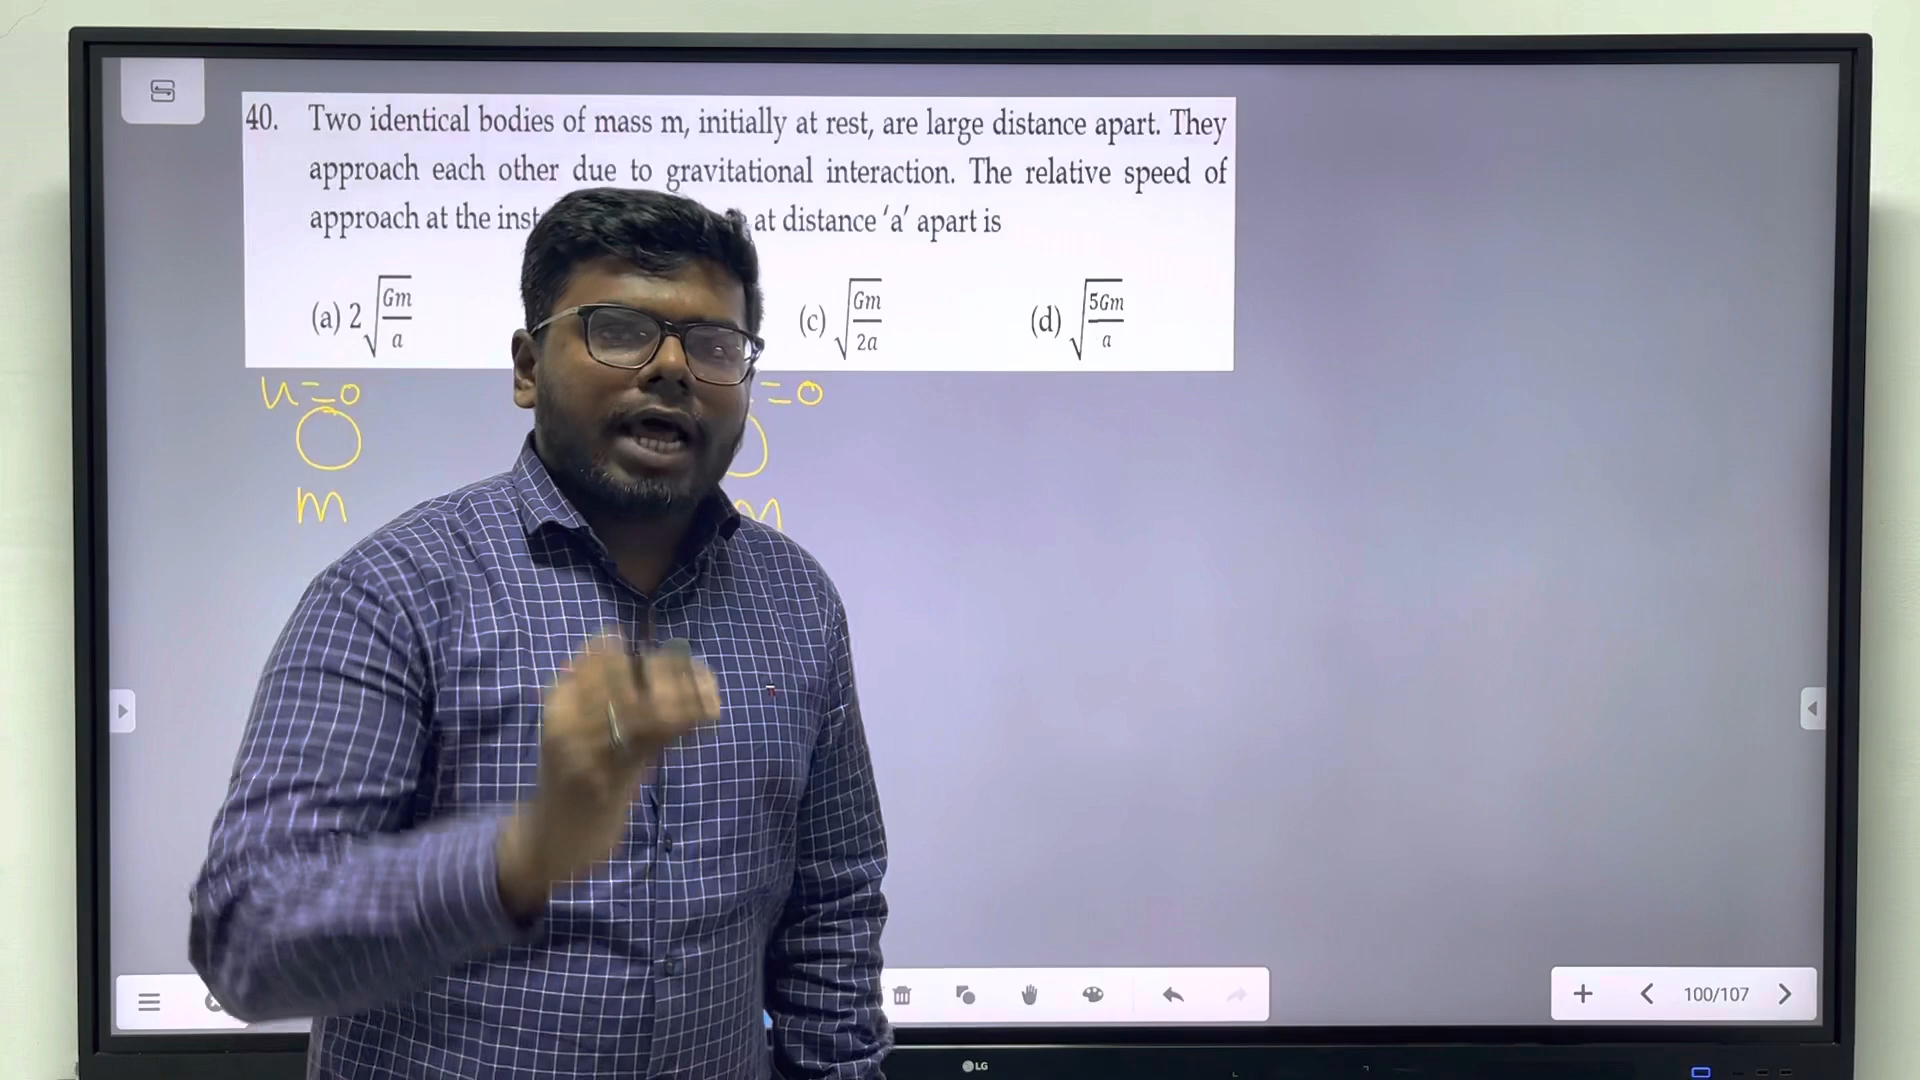 40. Two identical bodies of mass m, initially at rest, are large distance apart. They
approach each other due to gravitational interaction. The relative speed of
approach at the at distance ‘a’ apart is
(a) 2√(Gm/a) (c) √(Gm/2a) (d) √(5Gm/a)
u=0 =0
m m
100/107
LG